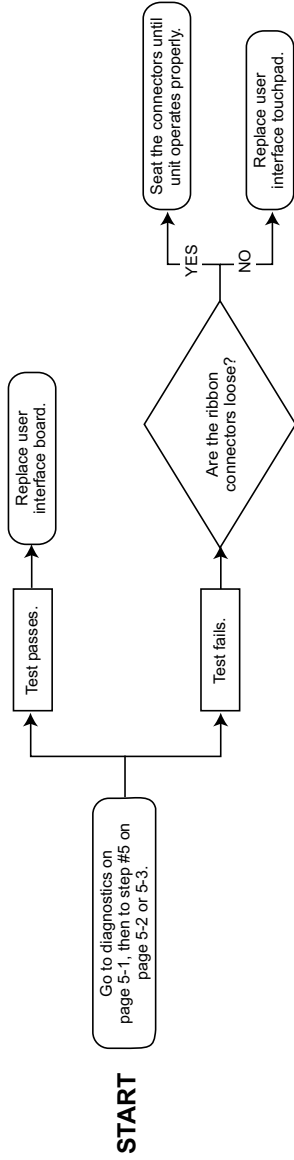 START
Go to diagnostics on
page 5-1, then to step #5 on
page 5-2 or 5-3.
Test passes.
Replace user
interface board.
Test fails.
Are the ribbon
connectors loose?
YES
Seat the connectors until
unit operates properly.
NO
Replace user
interface touchpad.